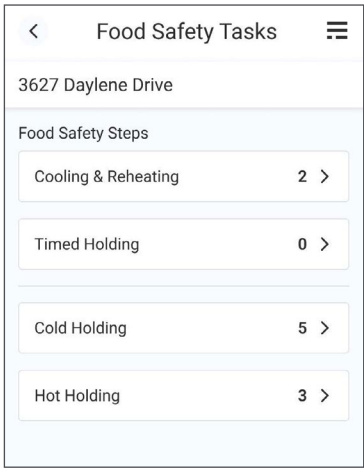 Food Safety Tasks
3627 Daylene Drive
Food Safety Steps
Cooling & Reheating 2
Timed Holding 0
Cold Holding 5
Hot Holding 3